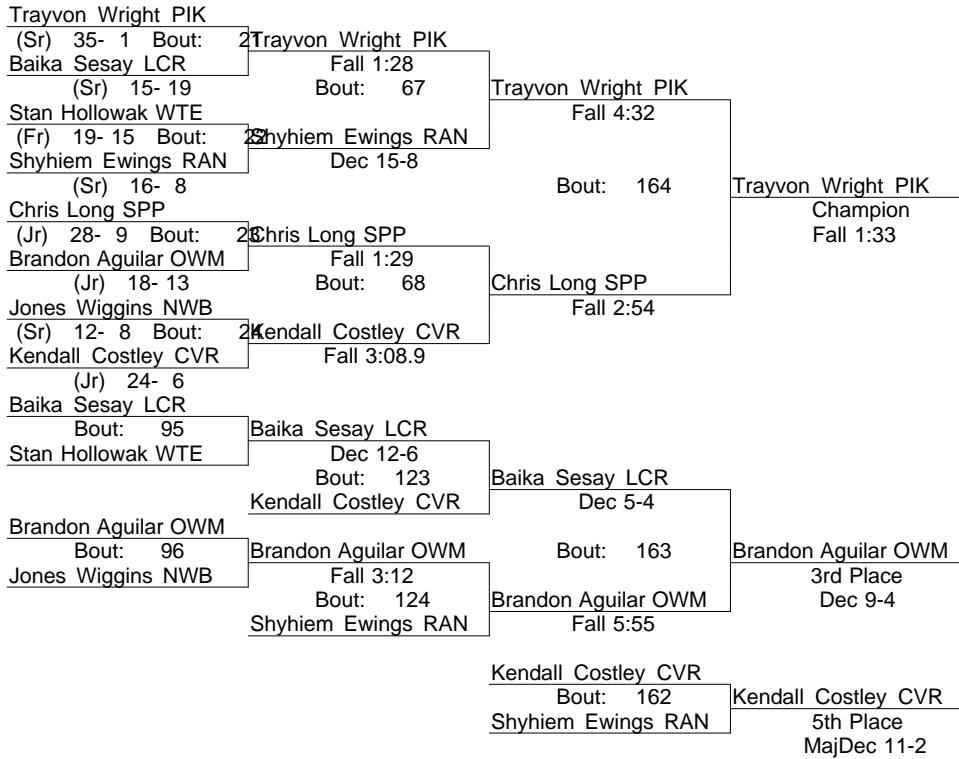 Trayvon Wright PIK
(Sr) 35- 1 Bout: 21
Trayvon Wright PIK
Baika Sesay LCR
Fall 1:28
(Sr) 15- 19
Bout: 67
Trayvon Wright PIK
Stan Hollowak WTE
Fall 4:32
(Fr) 19- 15 Bout: 22
Shyhiem Ewings RAN
Shyhiem Ewings RAN
Dec 15-8
(Sr) 16- 8
Bout: 164
Trayvon Wright PIK
Chris Long SPP
Champion
(Jr) 28- 9 Bout: 23
Chris Long SPP
Fall 1:33
Brandon Aguilar OWM
Fall 1:29
(Jr) 18- 13
Bout: 68
Chris Long SPP
Jones Wiggins NWB
Fall 2:54
(Sr) 12- 8 Bout: 24
Kendall Costley CVR
Kendall Costley CVR
Fall 3:08.9
(Jr) 24- 6
Baika Sesay LCR
Bout: 95
Baika Sesay LCR
Stan Hollowak WTE
Dec 12-6
Bout: 123
Baika Sesay LCR
Kendall Costley CVR
Dec 5-4
Brandon Aguilar OWM
Bout: 96
Brandon Aguilar OWM
Bout: 163
Brandon Aguilar OWM
Jones Wiggins NWB
Fall 3:12
3rd Place
Bout: 124
Brandon Aguilar OWM
Dec 9-4
Shyhiem Ewings RAN
Fall 5:55
Kendall Costley CVR
Bout: 162
Kendall Costley CVR
Shyhiem Ewings RAN
5th Place
MajDec 11-2